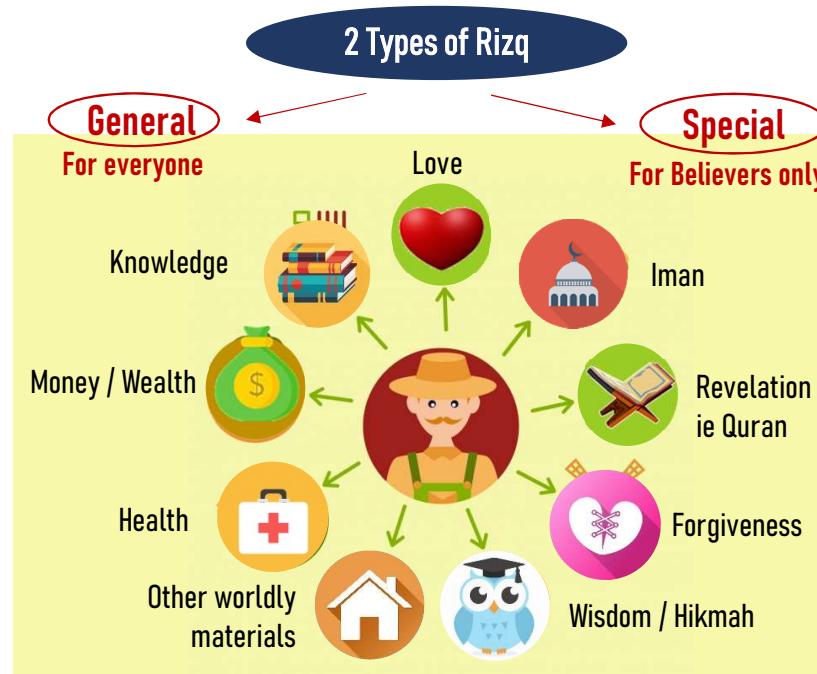 2 Types of Rizq
General
For everyone
Special
For Believers only
Love
Knowledge
Iman
Money / Wealth
$
Revelation
ie Quran
Health
Forgiveness
Other worldly
materials
Wisdom / Hikmah